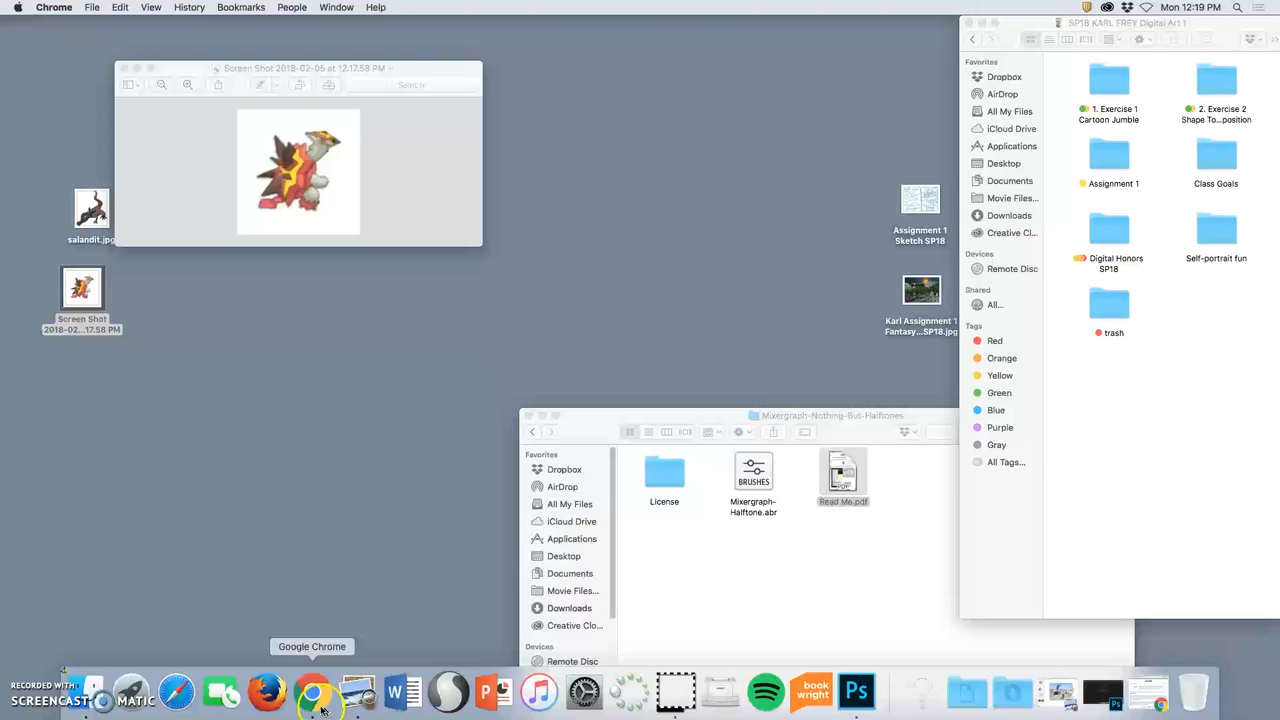 Chrome File Edit View History Bookmarks People Window Help Mon 12:19 PM
Screen Shot 2018-02-05 at 12.17.58 PM
Search
salandit.jpg
Screen Shot
2018-02...17.58 PM
Assignment 1
Sketch SP18
Karl Assignment 1
Fantasy...SP18.jpg
SP18 KARL FREY Digital Art 1
Favorites
Dropbox
AirDrop
All My Files
iCloud Drive
Applications
Desktop
Documents
Movie Files...
Downloads
Creative Cl...
Devices
Remote Disc
Shared
All...
Tags
Red
Orange
Yellow
Green
Blue
Purple
Gray
All Tags...
1. Exercise 1
Cartoon Jumble
2. Exercise 2
Shape To...position
Assignment 1
Class Goals
Digital Honors
SP18
Self-portrait fun
trash
Mixergraph-Nothing-But-Halftones
Favorites
Dropbox
AirDrop
All My Files
iCloud Drive
Applications
Desktop
Documents
Movie Files...
Downloads
Creative Clo...
Devices
Remote Disc
License
BRUSHES
Mixergraph-
Halftone.abr
PDF
Read Me.pdf
Google Chrome
RECORDED WITH
SCREENCAST MATIC
W
P
book
wright
Ps